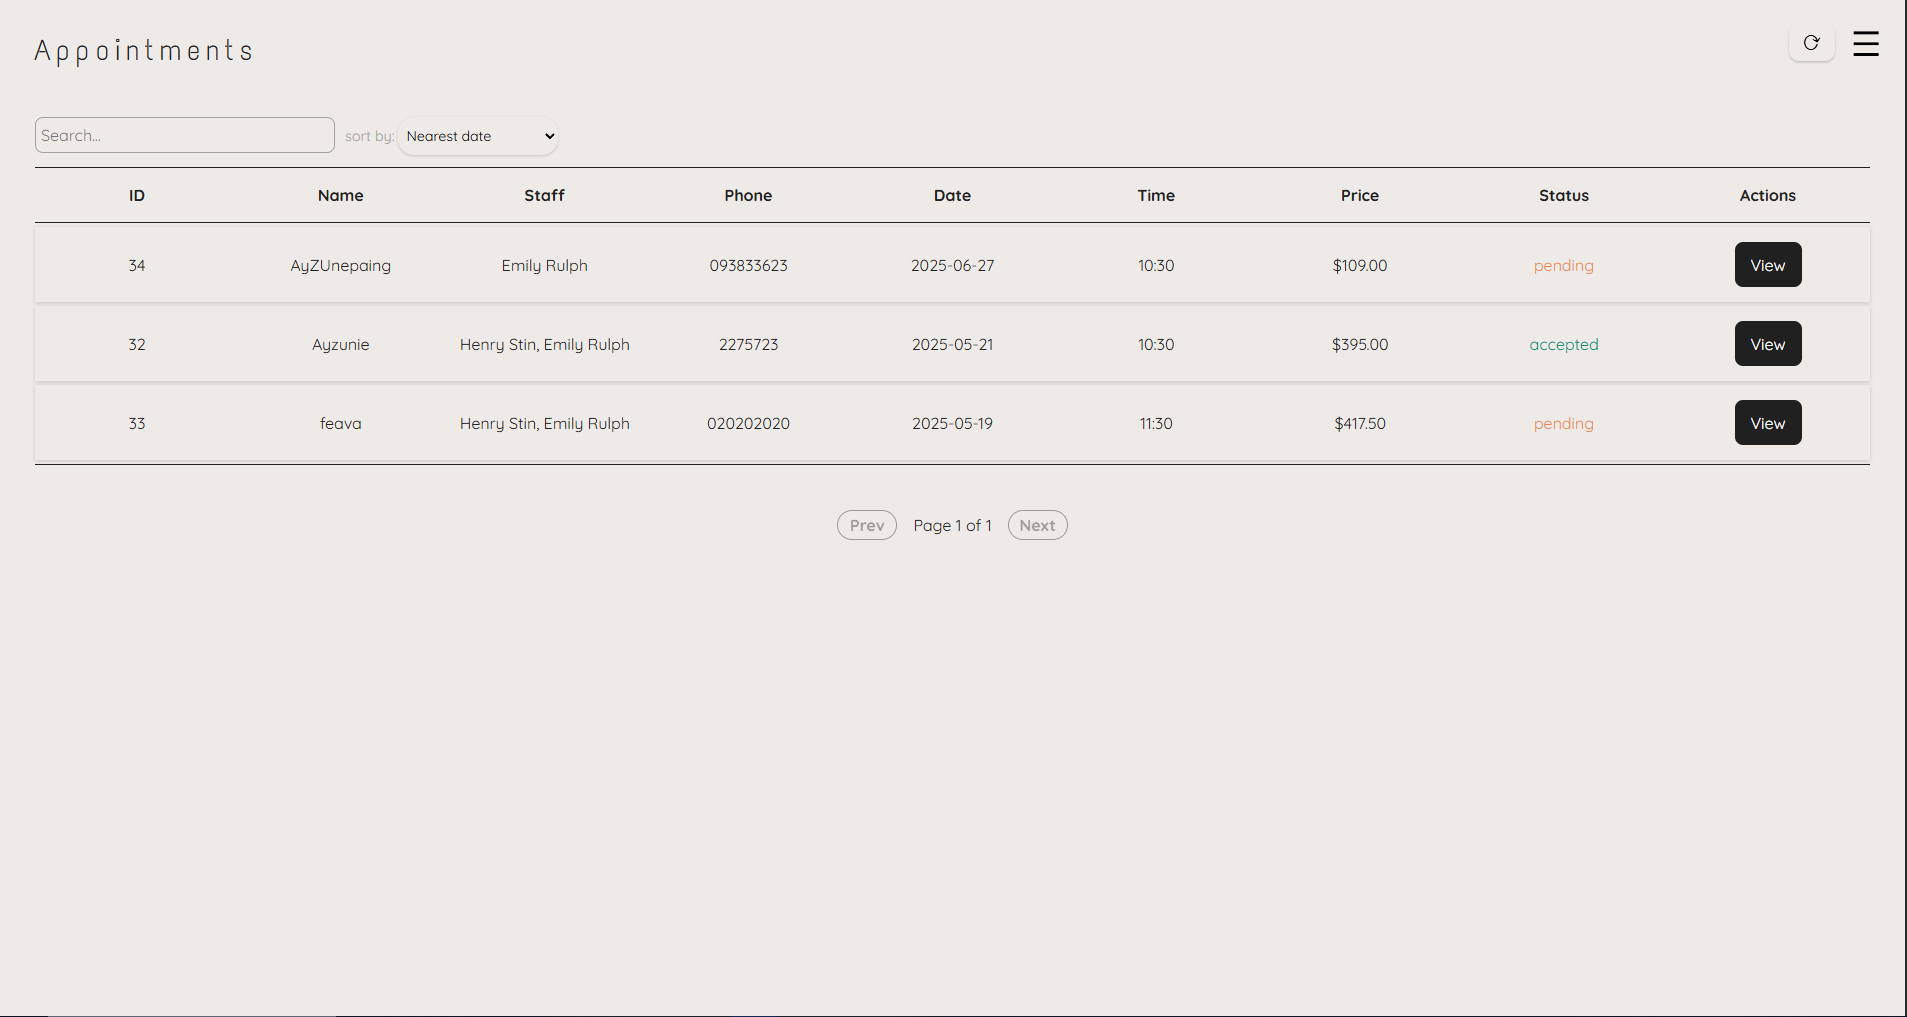 Appointments
Search...
sort by: Nearest date
ID Name Staff Phone Date Time Price Status Actions
34 AyZUnepaing Emily Rulph 093833623 2025-06-27 10:30 $109.00 pending View
32 Ayzunie Henry Stin, Emily Rulph 2275723 2025-05-21 10:30 $395.00 accepted View
33 feava Henry Stin, Emily Rulph 020202020 2025-05-19 11:30 $417.50 pending View
Prev Page 1 of 1 Next